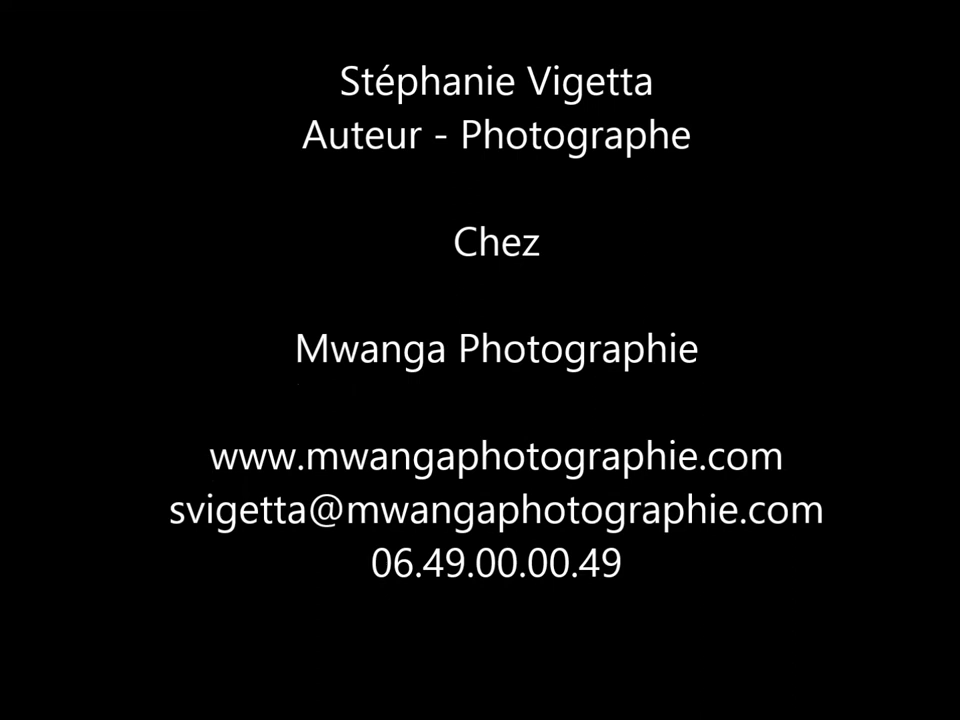 Stéphanie Vigetta
Auteur - Photographe
Chez
Mwanga Photographie
www.mwangaphotographie.com
svigetta@mwangaphotographie.com
06.49.00.00.49